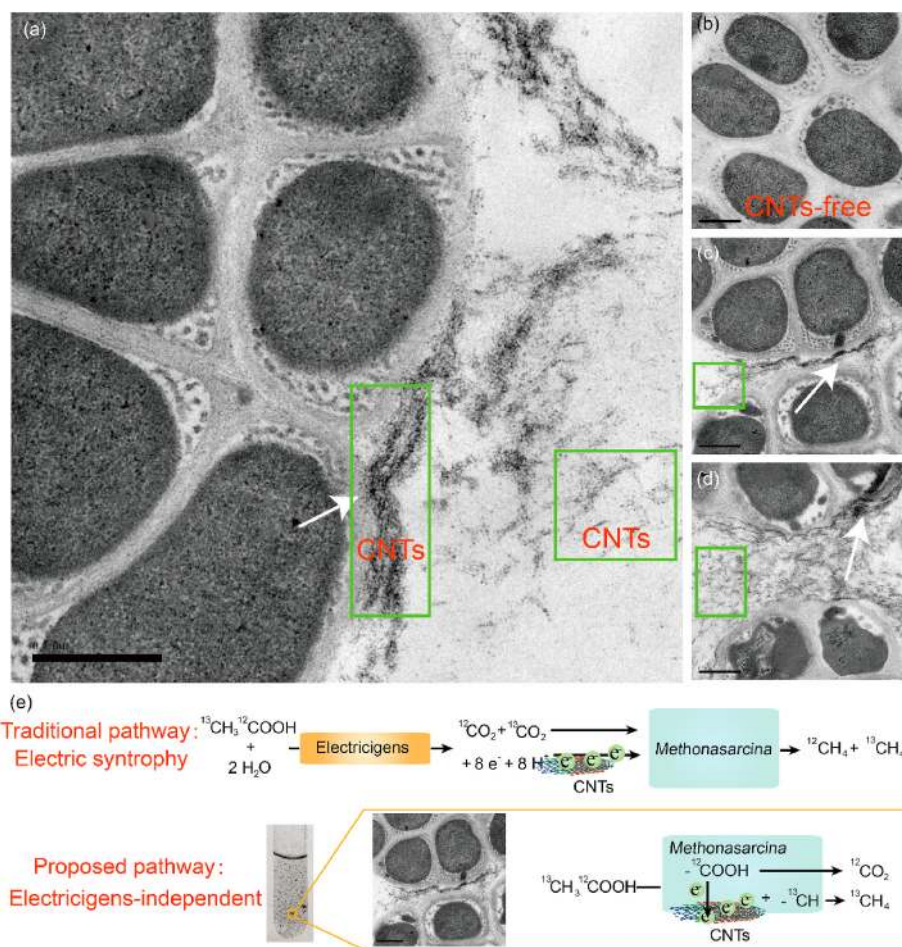 (a)
CNTs
CNTs
(b)
CNTs-free
(c)
(d)
(e)
Traditional pathway:
Electric syntrophy
¹³CH₃¹²COOH
+
2 H₂O
Electricigens
¹²CO₂+¹³CO₂
+ 8 e⁻ + 8 H
e⁻ e⁻ e⁻
CNTs
Methonasarcina
¹²CH₄ + ¹³CH₄
Proposed pathway:
Electricigens-independent
¹³CH₃¹²COOH
Methonasarcina
- ¹²COOH
¹²CO₂
e⁻ e⁻ e⁻ e⁻
+ -¹³CH
¹³CH₄
CNTs